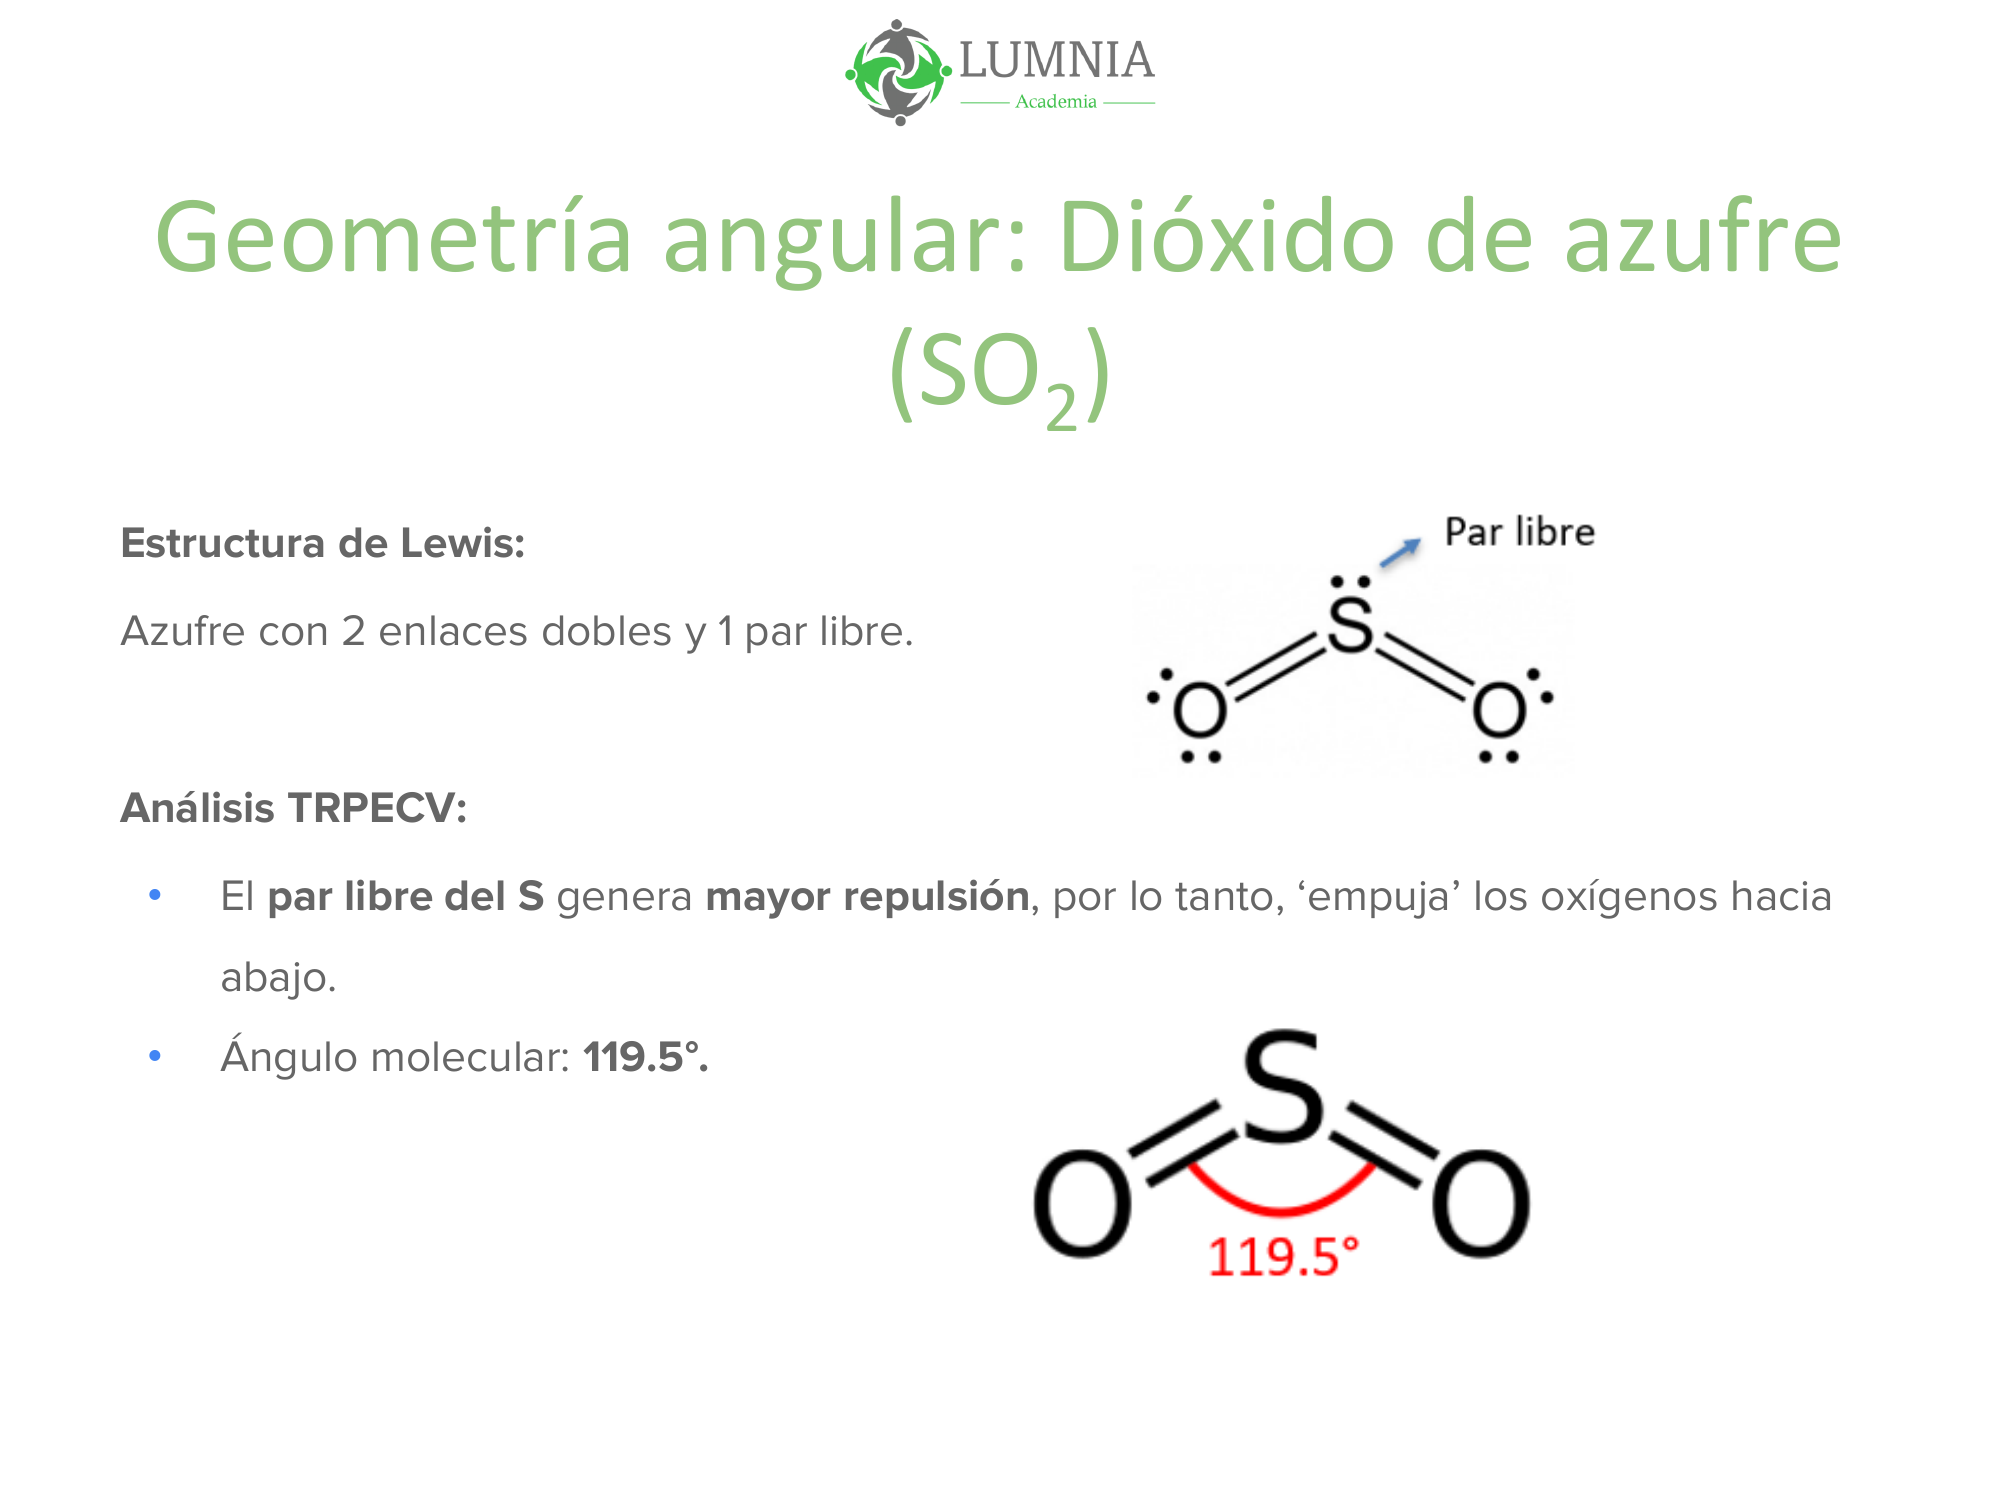 LUMNIA
Academia
Geometría angular: Dióxido de azufre
(SO₂)
Estructura de Lewis:
Azufre con 2 enlaces dobles y 1 par libre.
Par libre
S
O
O
Análisis TRPECV:
• El par libre del S genera mayor repulsión, por lo tanto, ‘empuja’ los oxígenos hacia
abajo.
• Ángulo molecular: 119.5°.
S
O
O
119.5°